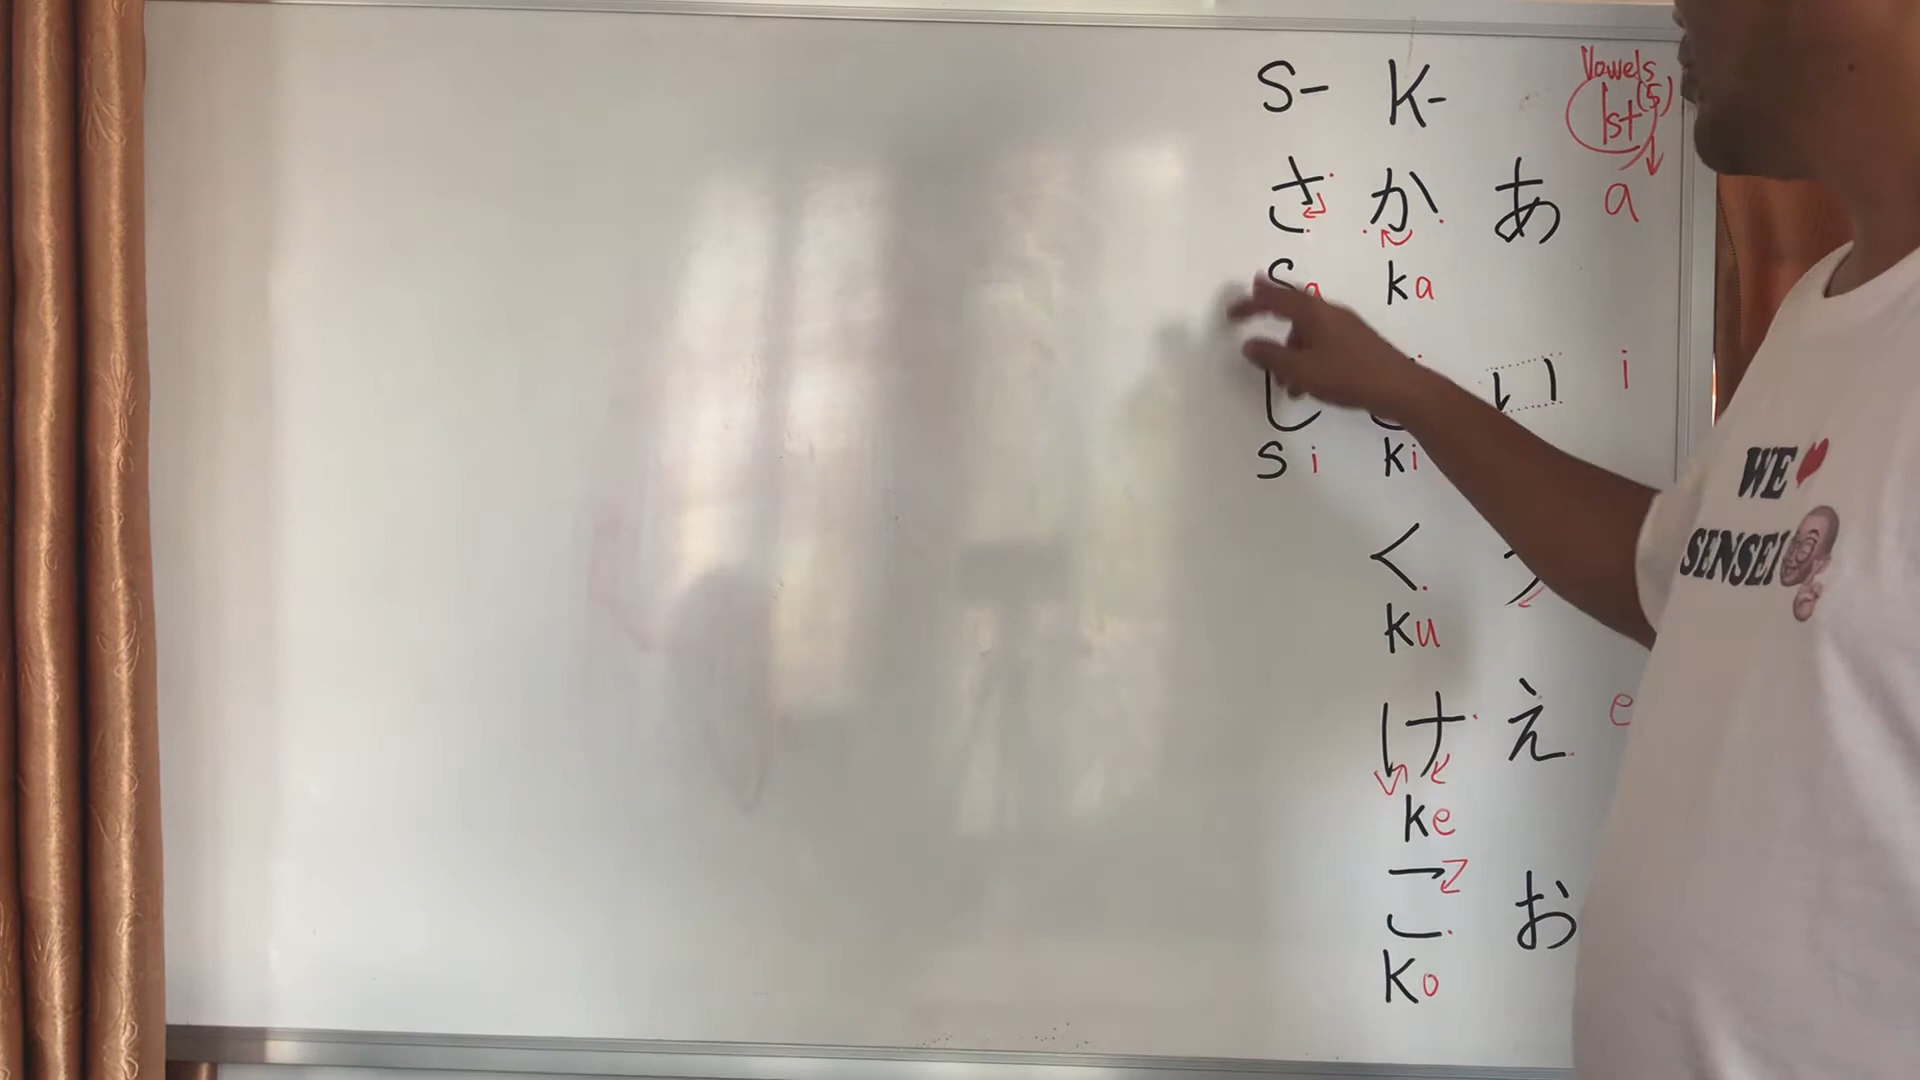 S- K- Vowels
1st (5)
さ か あ a
sa ka
し い i
si ki
く
ku
け え e
ke
こ お
ko
WE
SENSEI